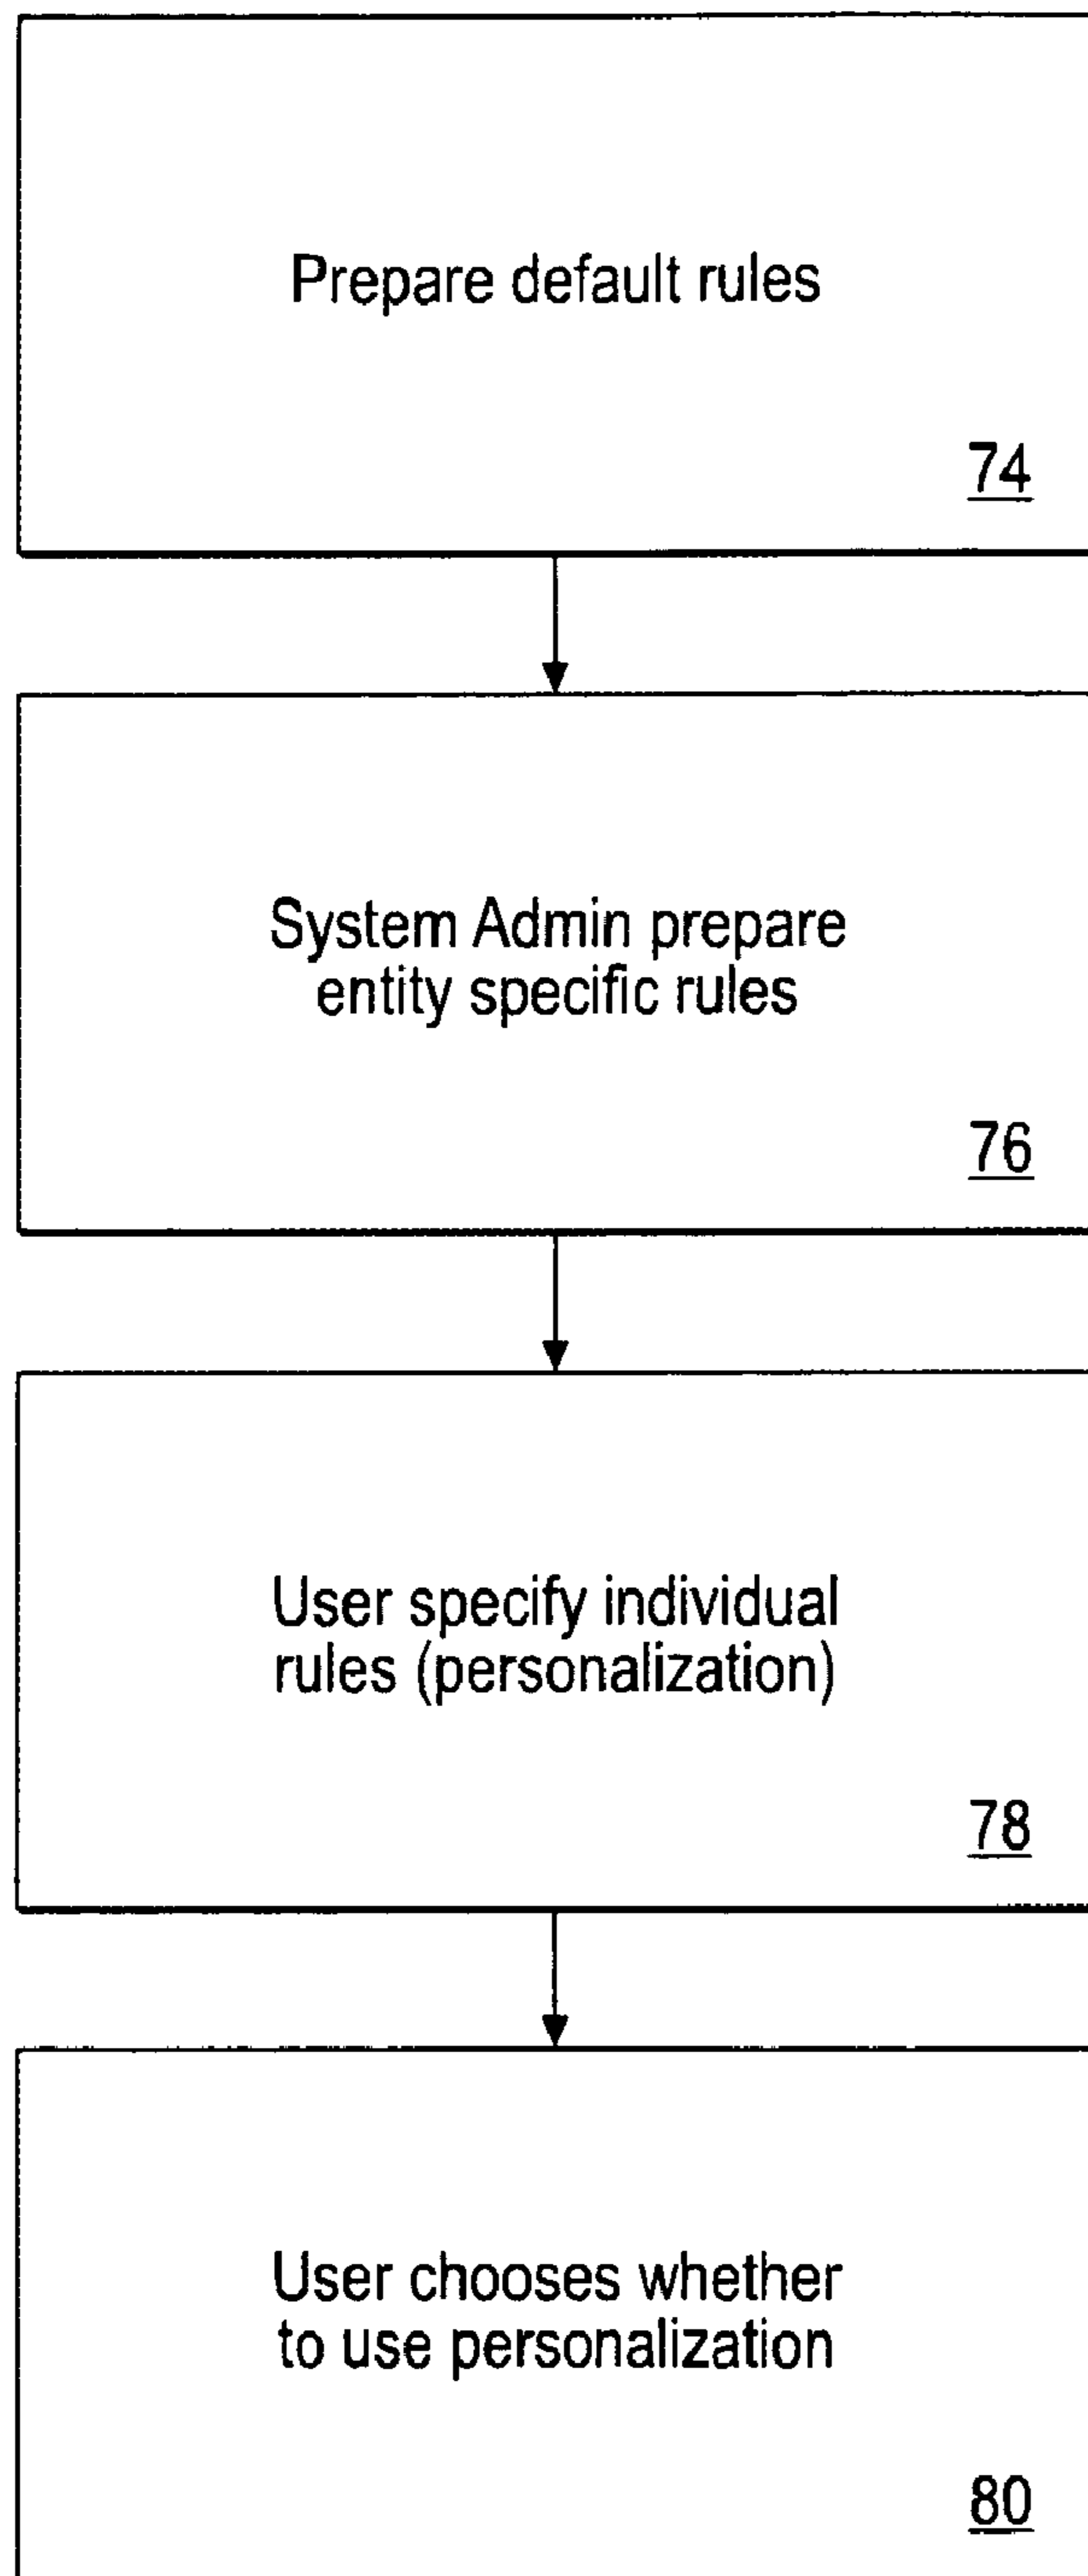 Prepare default rules
74
System Admin prepare
entity specific rules
76
User specify individual
rules (personalization)
78
User chooses whether
to use personalization
80